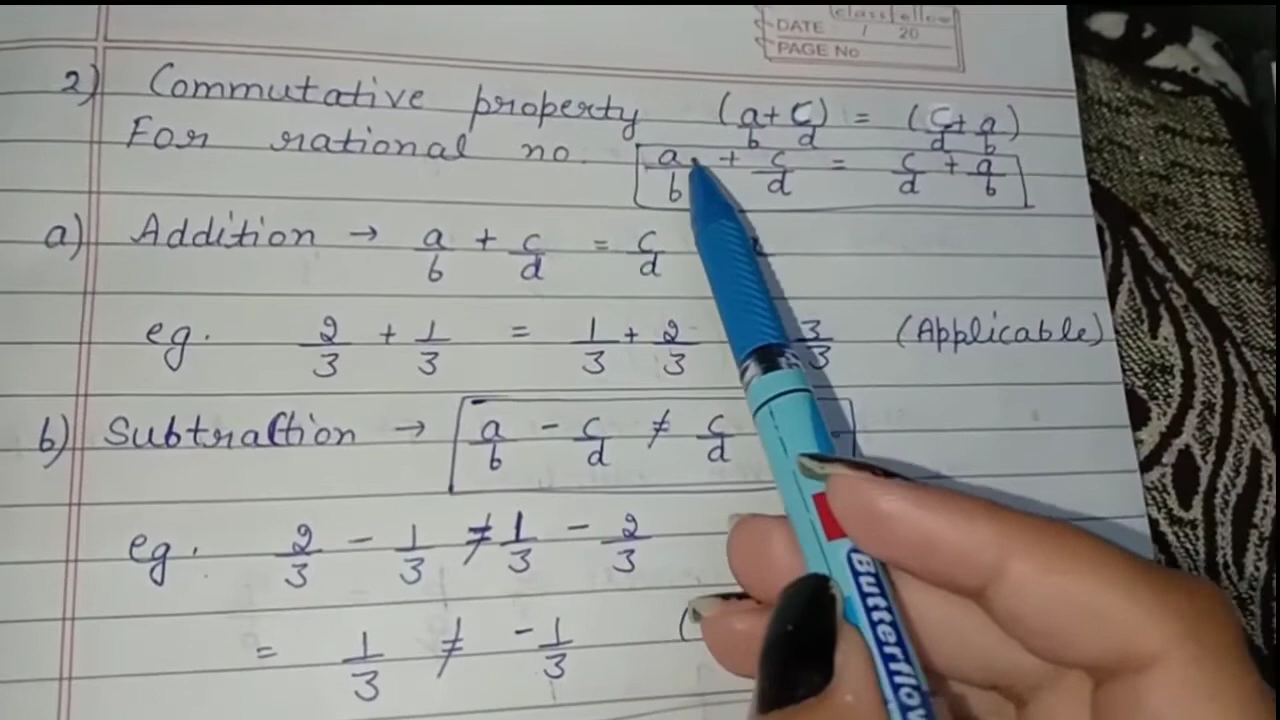 classfellow
DATE / 20
PAGE No
2) Commutative property (a/b + c/d) = (c/d + a/b)
For rational no. a/b + c/d = c/d + a/b
a) Addition → a/b + c/d = c/d
eg. 2/3 + 1/3 = 1/3 + 2/3 3/3 (Applicable)
b) Subtraction → a/b - c/d ≠ c/d
eg. 2/3 - 1/3 ≠ 1/3 - 2/3
= 1/3 ≠ -1/3 (
Butterflow